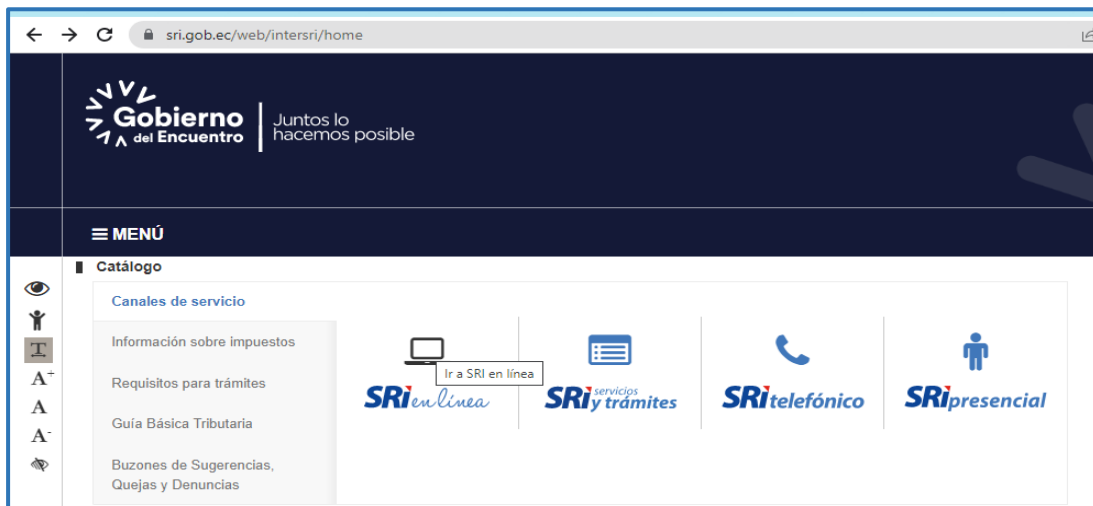 sri.gob.ec/web/intersri/home
Gobierno
del Encuentro
Juntos lo
hacemos posible
MENÚ
Catálogo
Canales de servicio
Información sobre impuestos
Requisitos para trámites
Guía Básica Tributaria
Buzones de Sugerencias,
Quejas y Denuncias
T
A+
A
A-
Ir a SRI en línea
SRi en línea
SRi servicios
y trámites
SRi telefónico
SRi presencial